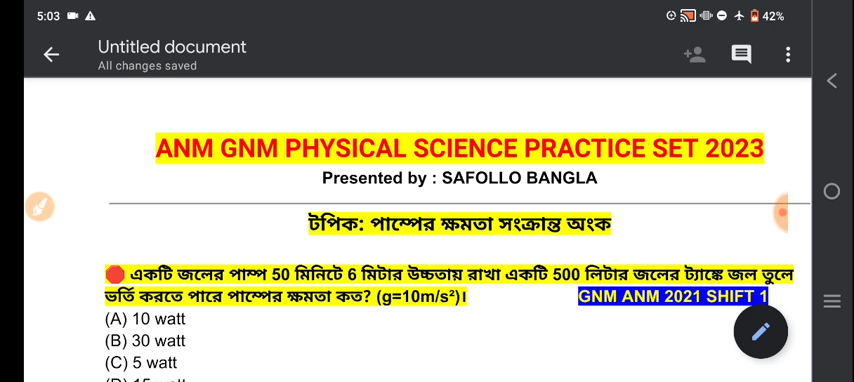 5:03
42%
Untitled document
All changes saved
ANM GNM PHYSICAL SCIENCE PRACTICE SET 2023
Presented by : SAFOLLO BANGLA
টপিক: পাম্পের ক্ষমতা সংক্রান্ত অংক
একটি জলের পাম্প 50 মিনিটে 6 মিটার উচ্চতায় রাখা একটি 500 লিটার জলের ট্যাঙ্কে জল তুলে
ভর্তি করতে পারে পাম্পের ক্ষমতা কত? (g=10m/s²)। GNM ANM 2021 SHIFT 1
(A) 10 watt
(B) 30 watt
(C) 5 watt